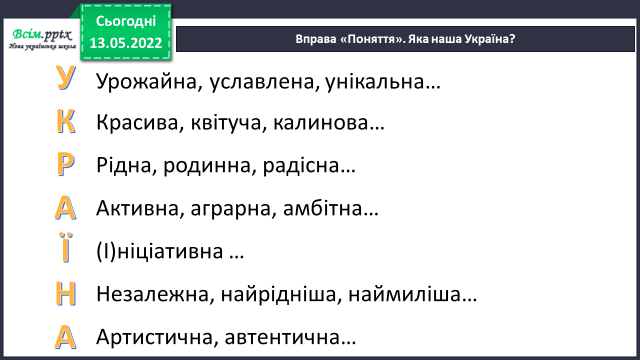 Всім.pptx
Нова українська школа
Сьогодні
13.05.2022
Вправа «Поняття». Яка наша Україна?
У Урожайна, уславлена, унікальна…
К Красива, квітуча, калинова…
Р Рідна, родинна, радісна…
А Активна, аграрна, амбітна…
Ї (І)ніціативна …
Н Незалежна, найрідніша, наймиліша…
А Артистична, автентична…